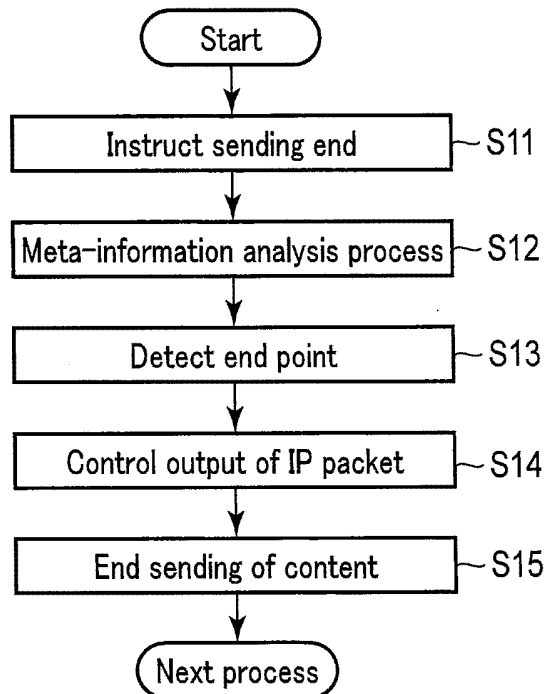 Start
Instruct sending end
S11
Meta-information analysis process
S12
Detect end point
S13
Control output of IP packet
S14
End sending of content
S15
Next process